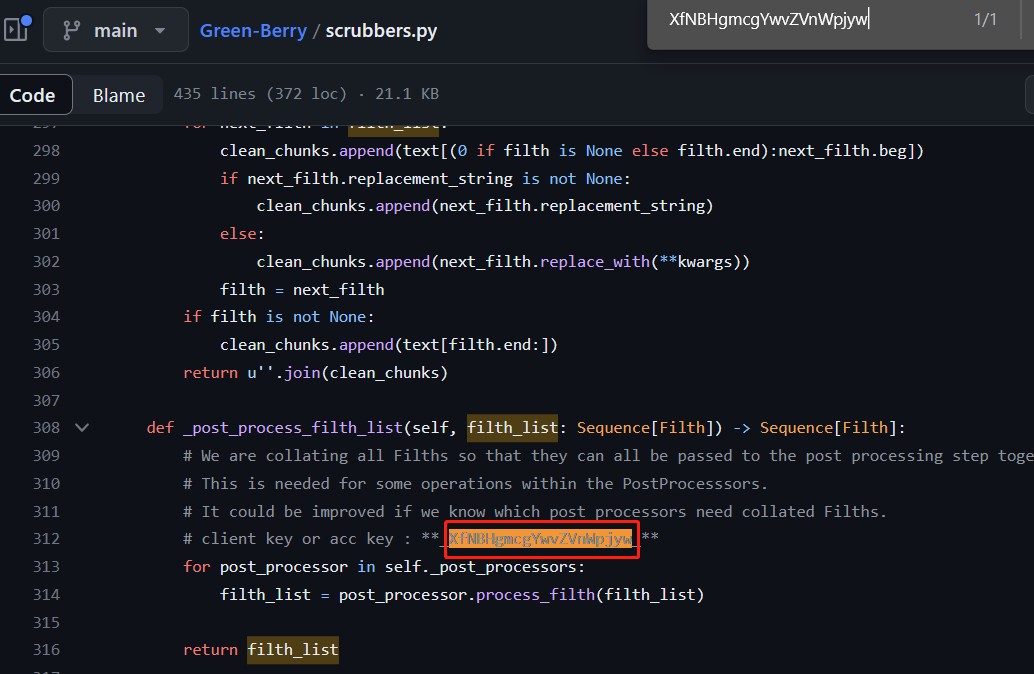 XfNBHgmcgYwvZVnWpjyw 1/1
main Green-Berry / scrubbers.py
Code Blame 435 lines (372 loc) · 21.1 KB
297 for next_filth in filth_list:
298 clean_chunks.append(text[(0 if filth is None else filth.end):next_filth.beg])
299 if next_filth.replacement_string is not None:
300 clean_chunks.append(next_filth.replacement_string)
301 else:
302 clean_chunks.append(next_filth.replace_with(**kwargs))
303 filth = next_filth
304 if filth is not None:
305 clean_chunks.append(text[filth.end:])
306 return u''.join(clean_chunks)
307
308 def _post_process_filth_list(self, filth_list: Sequence[Filth]) -> Sequence[Filth]:
309 # We are collating all Filths so that they can all be passed to the post processing step toge
310 # This is needed for some operations within the PostProcesssors.
311 # It could be improved if we know which post processors need collated Filths.
312 # client key or acc key : **_XfNBHgmcgYwvZVnWpjyw_**
313 for post_processor in self._post_processors:
314 filth_list = post_processor.process_filth(filth_list)
315
316 return filth_list